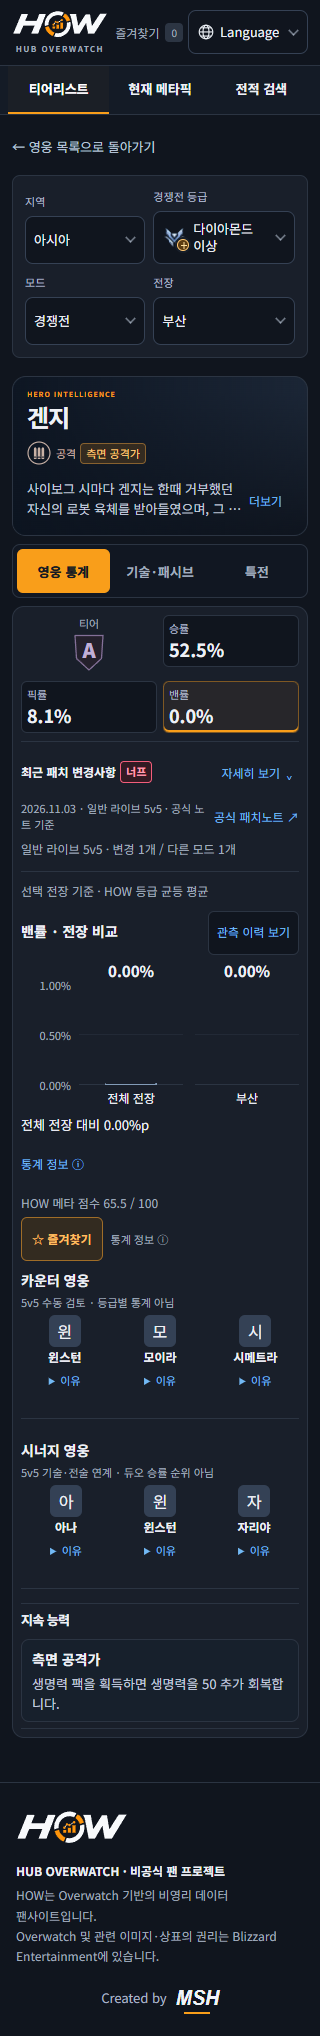 HOW
HUB OVERWATCH
즐겨찾기 0
Language
티어리스트 현재 메타픽 전적 검색
← 영웅 목록으로 돌아가기
지역
아시아
경쟁전 등급
다이아몬드
이상
모드
경쟁전
전장
부산
HERO INTELLIGENCE
겐지
공격 측면 공격가
사이보그 시마다 겐지는 한때 거부했던
자신의 로봇 육체를 받아들였으며, 그 …
더보기
영웅 통계 기술·패시브 특전
티어
A
승률
52.5%
픽률
8.1%
밴률
0.0%
최근 패치 변경사항 너프
자세히 보기 ⌄
2026.11.03 · 일반 라이브 5v5 · 공식 노
트 기준
공식 패치노트 ↗
일반 라이브 5v5 · 변경 1개 / 다른 모드 1개
선택 전장 기준 · HOW 등급 균등 평균
밴률 · 전장 비교
관측 이력 보기
0.00% 0.00%
1.00%
0.50%
0.00%
전체 전장 부산
전체 전장 대비 0.00%p
통계 정보 ⓘ
HOW 메타 점수 65.5 / 100
☆ 즐겨찾기 통계 정보 ⓘ
카운터 영웅
5v5 수동 검토 · 등급별 통계 아님
윈 모 시
윈스턴 모이라 시메트라
▶ 이유 ▶ 이유 ▶ 이유
시너지 영웅
5v5 기술·전술 연계 · 듀오 승률 순위 아님
아 윈 자
아나 윈스턴 자리야
▶ 이유 ▶ 이유 ▶ 이유
지속 능력
측면 공격가
생명력 팩을 획득하면 생명력을 50 추가 회복합
니다.
HOW
HUB OVERWATCH · 비공식 팬 프로젝트
HOW는 Overwatch 기반의 비영리 데이터
팬사이트입니다.
Overwatch 및 관련 이미지·상표의 권리는 Blizzard
Entertainment에 있습니다.
Created by MSH